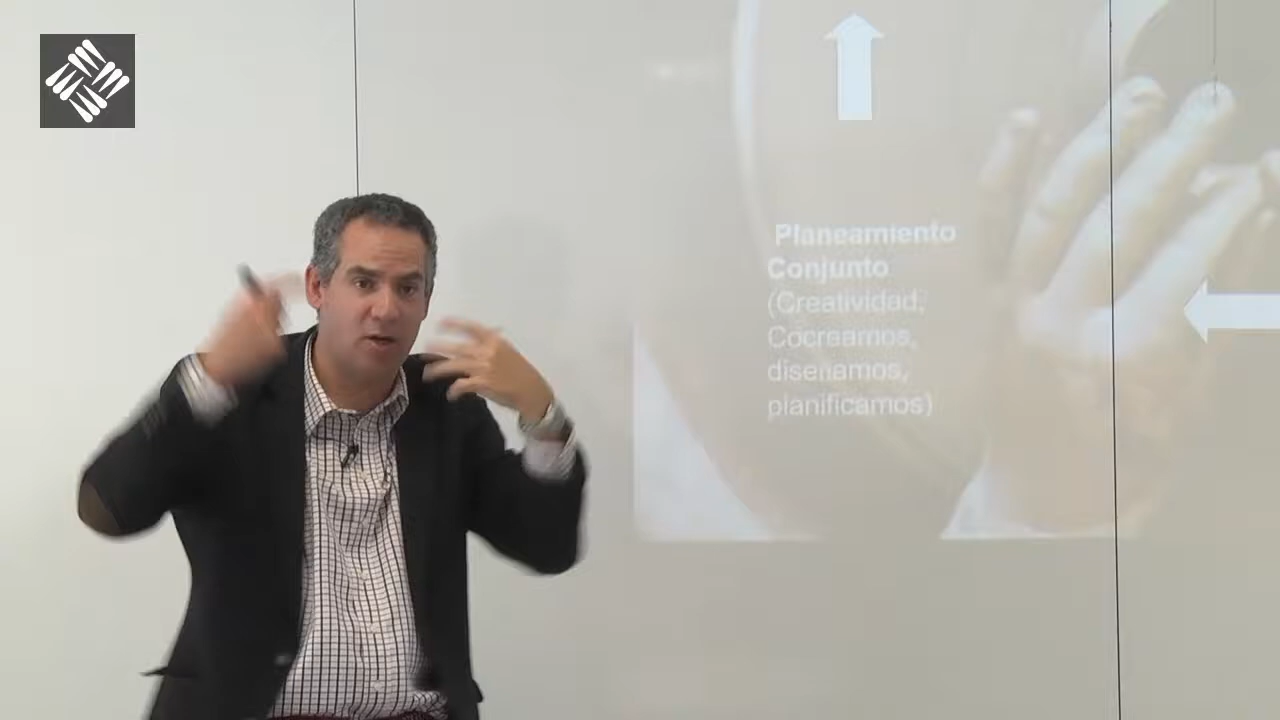 Planeamiento
Conjunto
(Creatividad,
Cocreamos,
diseñamos,
planificamos)